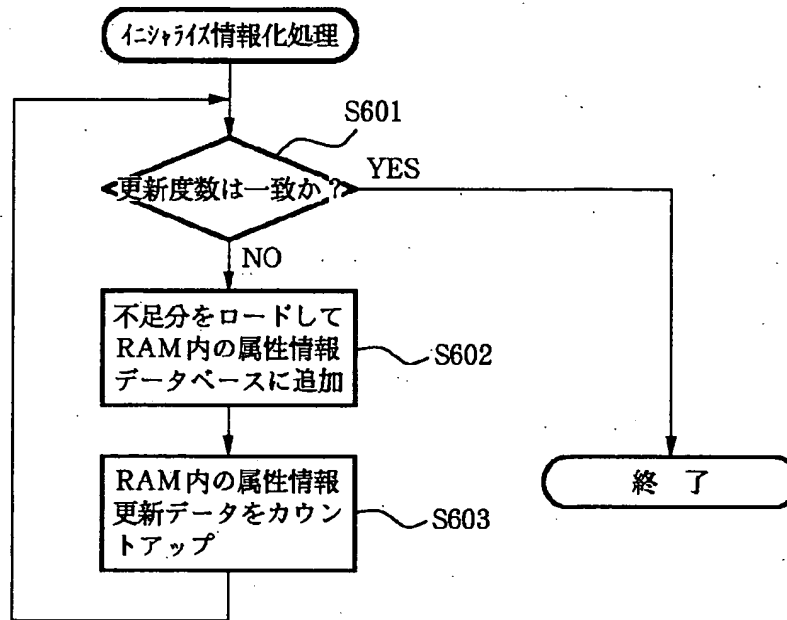 イニシャライズ情報化処理
S601
更新度数は一致か?
YES
NO
不足分をロードして
RAM内の属性情報
データベースに追加
S602
RAM内の属性情報
更新データをカウン
トアップ
S603
終 了